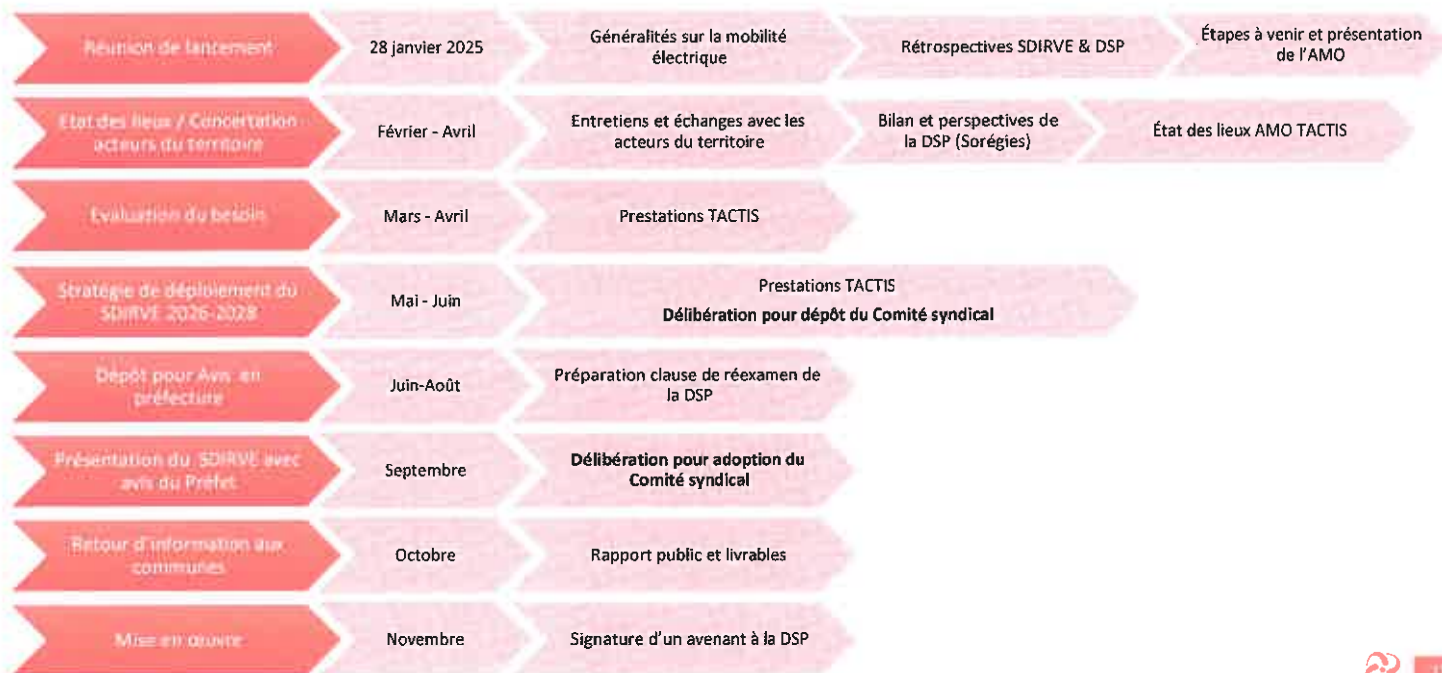 Réunion de lancement
28 janvier 2025
Généralités sur la mobilité
électrique
Rétrospectives SDIRVE & DSP
Étapes à venir et présentation
de l'AMO
Etat des lieux / Concertation
acteurs du territoire
Février - Avril
Entretiens et échanges avec les
acteurs du territoire
Bilan et perspectives de
la DSP (Sorégies)
État des lieux AMO TACTIS
Evaluation du besoin
Mars - Avril
Prestations TACTIS
Stratégie de déploiement du
SDIRVE 2026-2028
Mai - Juin
Prestations TACTIS
Délibération pour dépôt du Comité syndical
Dépôt pour Avis en
préfecture
Juin-Août
Préparation clause de réexamen de
la DSP
Présentation du SDIRVE avec
avis du Préfet
Septembre
Délibération pour adoption du
Comité syndical
Retour d'information aux
communes
Octobre
Rapport public et livrables
Mise en œuvre
Novembre
Signature d'un avenant à la DSP